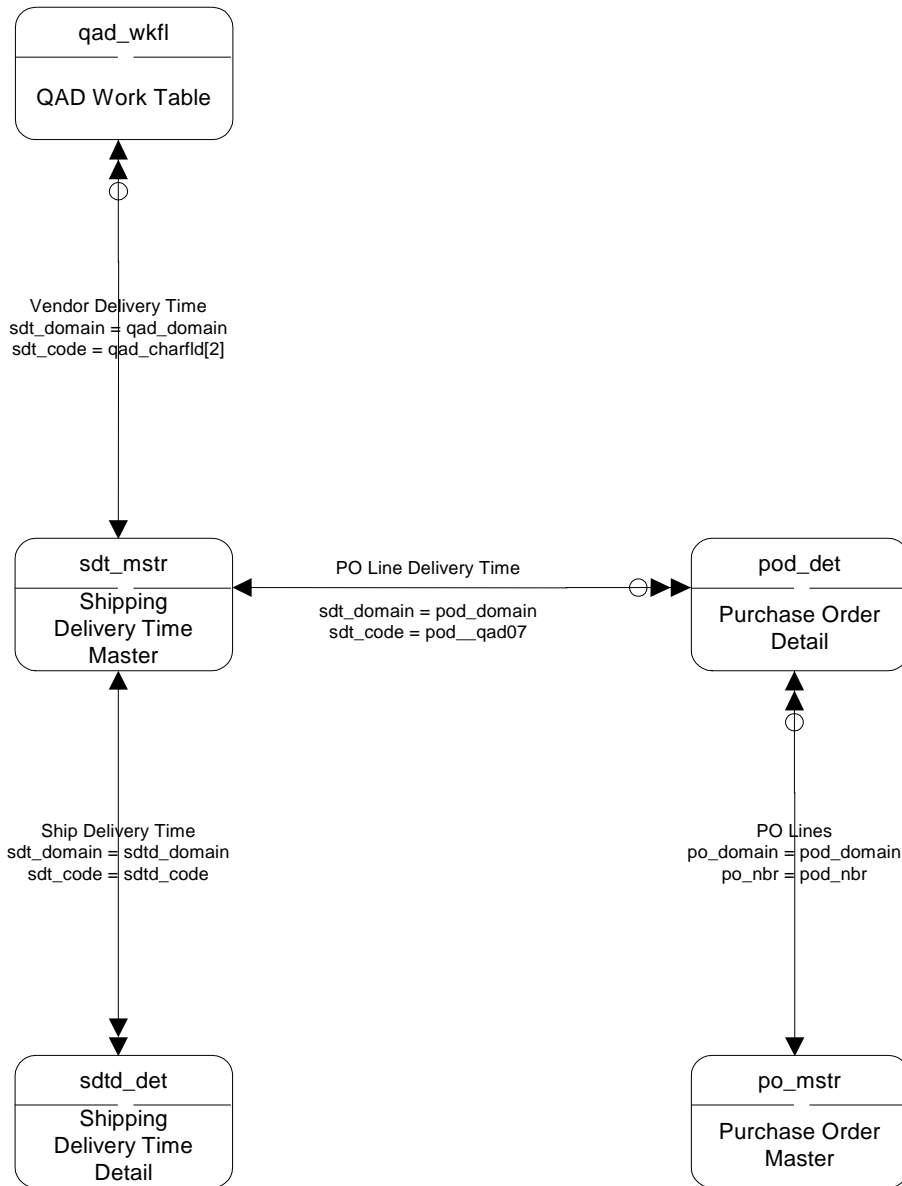 qad_wkfl
QAD Work Table
Vendor Delivery Time
sdt_domain = qad_domain
sdt_code = qad_charfld[2]
sdt_mstr
Shipping
Delivery Time
Master
PO Line Delivery Time
sdt_domain = pod_domain
sdt_code = pod__qad07
pod_det
Purchase Order
Detail
Ship Delivery Time
sdt_domain = sdtd_domain
sdt_code = sdtd_code
PO Lines
po_domain = pod_domain
po_nbr = pod_nbr
sdtd_det
Shipping
Delivery Time
Detail
po_mstr
Purchase Order
Master